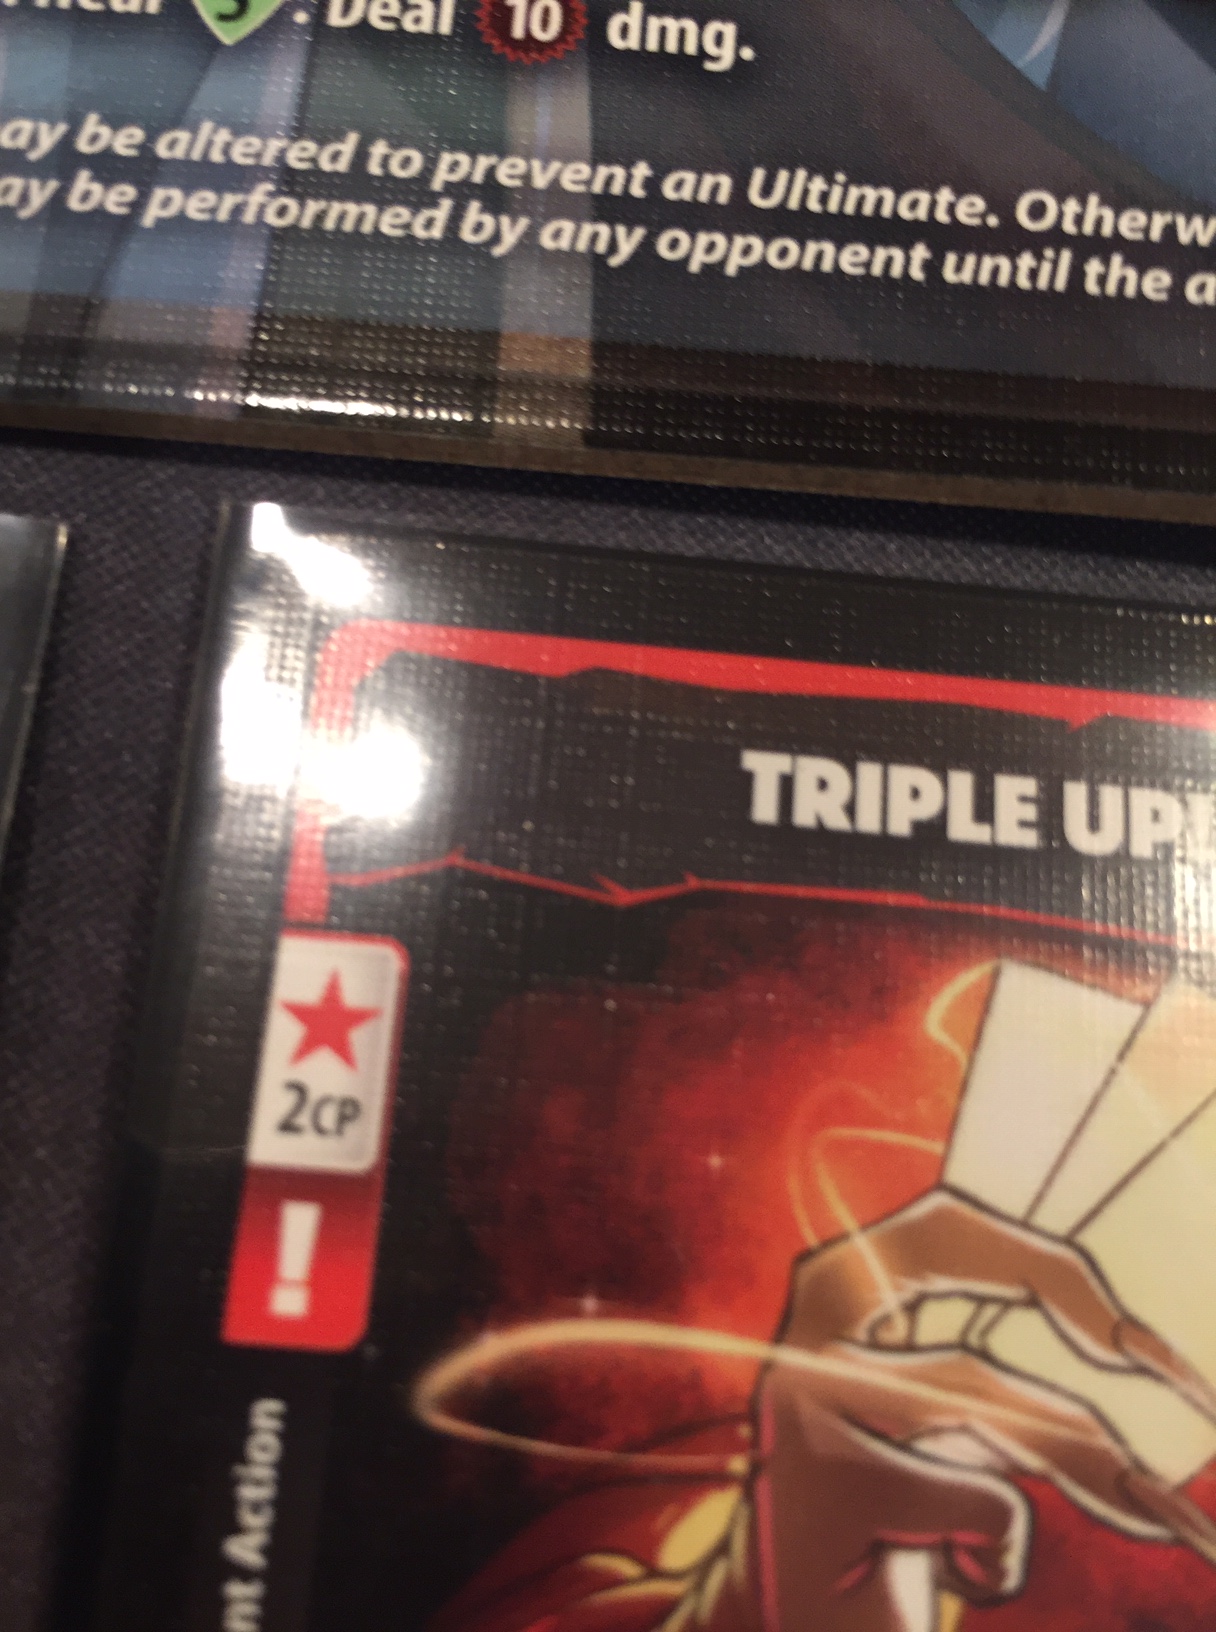 5 . Deal 10 dmg.
ay be altered to prevent an Ultimate. Otherw
ay be performed by any opponent until the a
TRIPLE UP!
2CP
!
nt Action